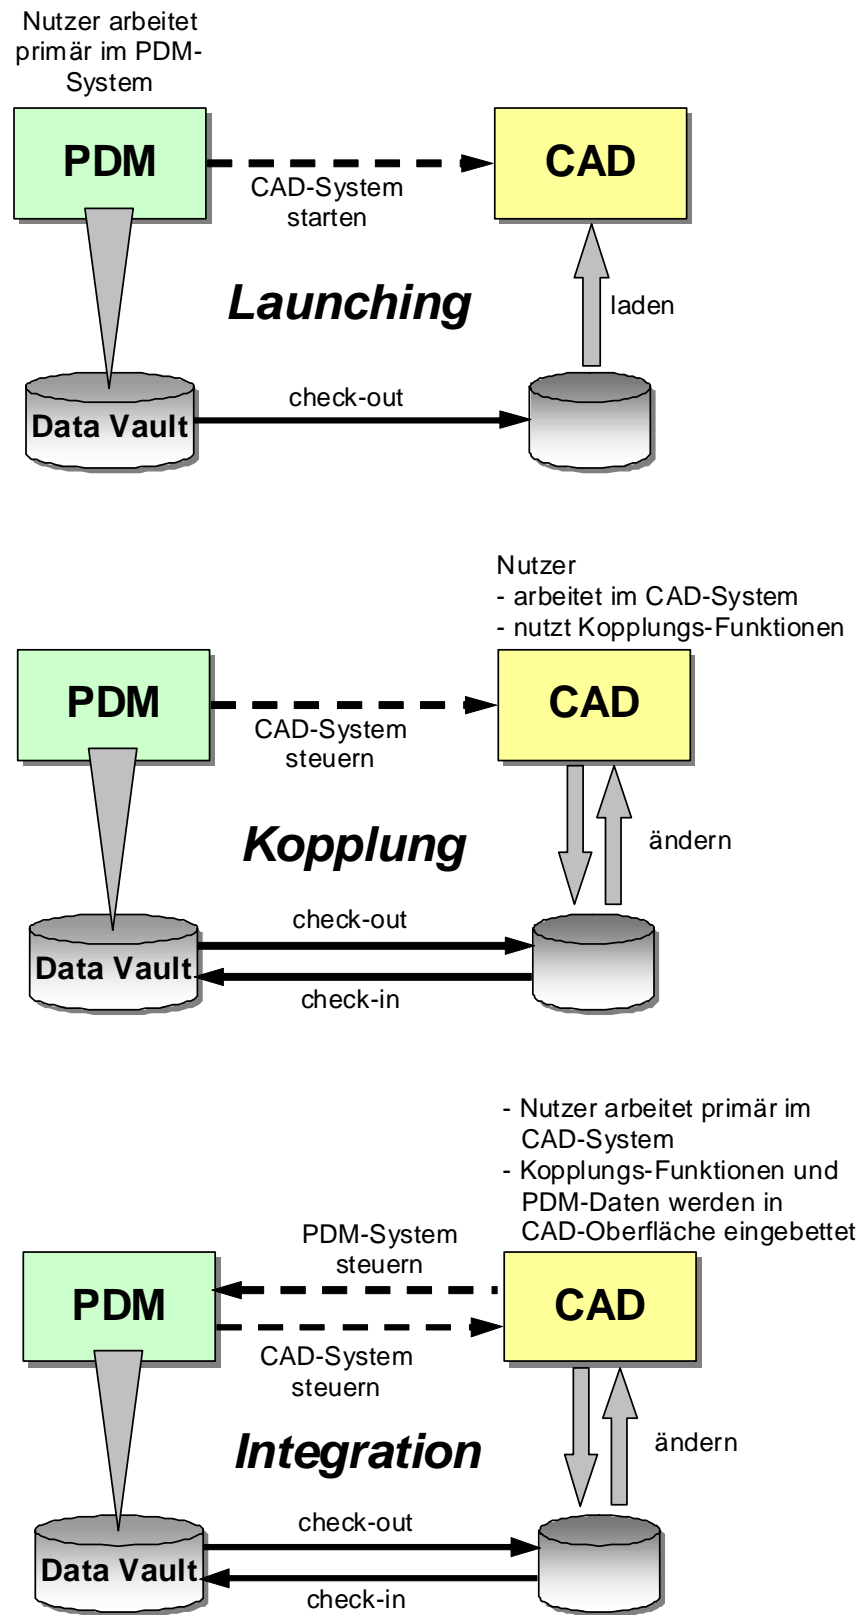 Nutzer arbeitet
primär im PDM-
System
PDM
CAD
CAD-System
starten
Launching
laden
check-out
Data Vault
Nutzer
- arbeitet im CAD-System
- nutzt Kopplungs-Funktionen
PDM
CAD
CAD-System
steuern
Kopplung
ändern
check-out
Data Vault
check-in
- Nutzer arbeitet primär im
CAD-System
- Kopplungs-Funktionen und
PDM-Daten werden in
CAD-Oberfläche eingebettet
PDM-System
steuern
PDM
CAD
CAD-System
steuern
Integration
ändern
check-out
Data Vault
check-in